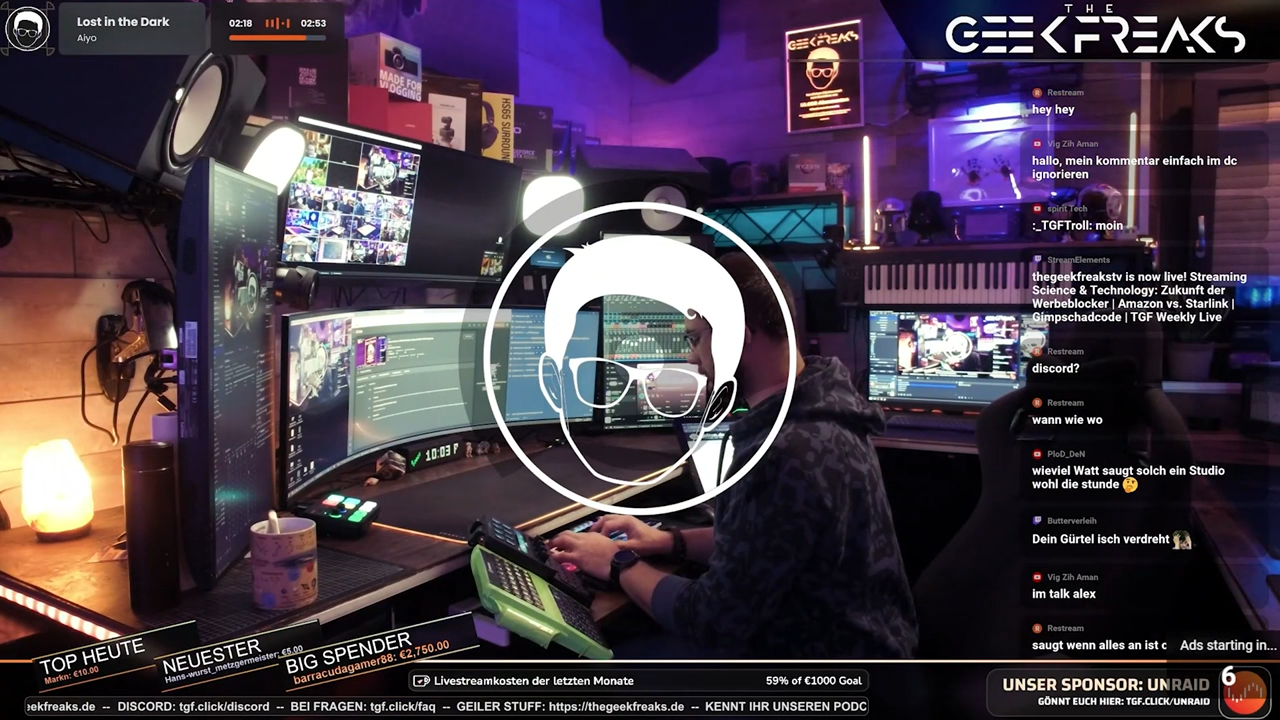 Lost in the Dark
Aiyo
02:18
02:53
THE
GEEKFREAKS
MADE FOR
VLOGGING
HS65 SURROUND
GEEKFREAKS
RYZEN
10:03 P
Restream
hey hey
Vig Zih Aman
hallo, mein kommentar einfach im dc
ignorieren
spirit Tech
:_TGFTroll: moin
StreamElements
thegeekfreakstv is now live! Streaming
Science & Technology: Zukunft der
Werbeblocker | Amazon vs. Starlink |
Gimpschadcode | TGF Weekly Live
Restream
discord?
Restream
wann wie wo
PloD_DeN
wieviel Watt saugt solch ein Studio
wohl die stunde 🤔
Butterverleih
Dein Gürtel isch verdreht
Vig Zih Aman
im talk alex
Restream
saugt wenn alles an ist c
Ads starting in...
6
TOP HEUTE
Markn: €10.00
NEUESTER
Hans-wurst_metzgermeister: €5.00
BIG SPENDER
barracudagamer88: €2,750.00
Livestreamkosten der letzten Monate
59% of €1000 Goal
UNSER SPONSOR: UNRAID
GÖNNT EUCH HIER: TGF.CLICK/UNRAID
eekfreaks.de -- DISCORD: tgf.click/discord -- BEI FRAGEN: tgf.click/faq -- GEILER STUFF: https://thegeekfreaks.de -- KENNT IHR UNSEREN PODC